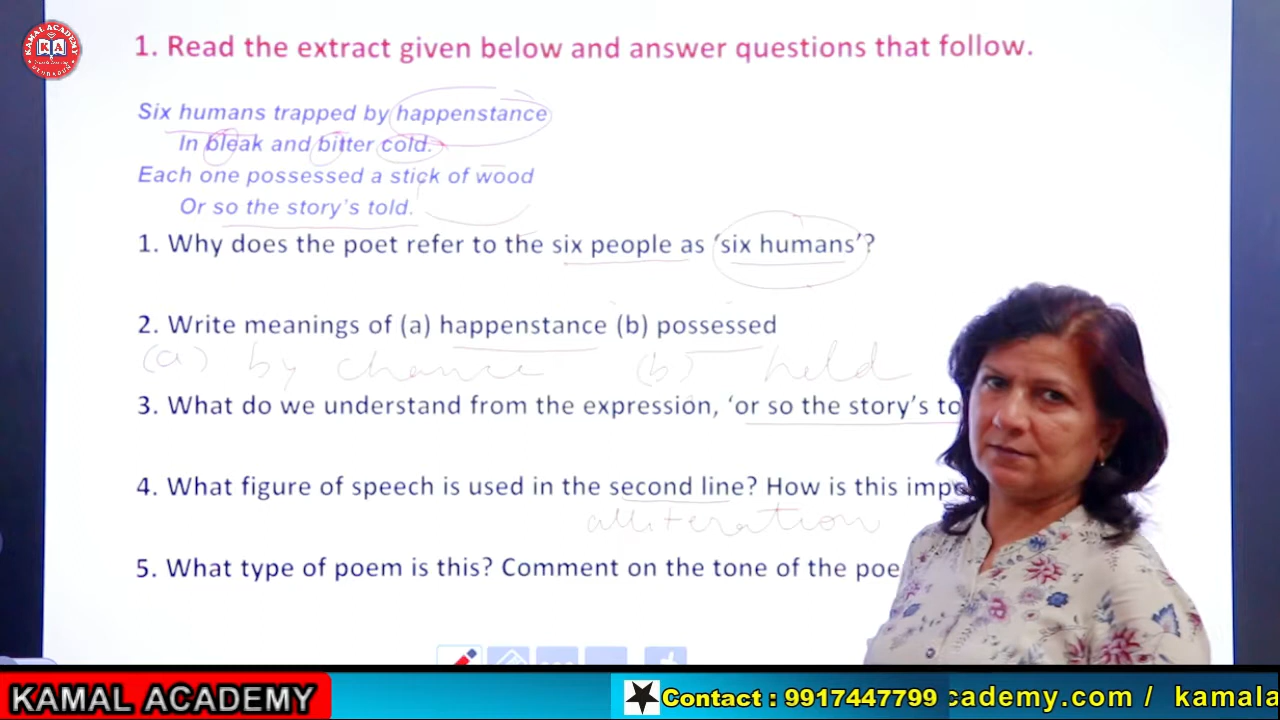 KAMAL ACADEMY
KA
DEHRADUN
1. Read the extract given below and answer questions that follow.
Six humans trapped by happenstance
In bleak and bitter cold.
Each one possessed a stick of wood
Or so the story's told.
1. Why does the poet refer to the six people as 'six humans'?
2. Write meanings of (a) happenstance (b) possessed
(a) by chance (b) held
3. What do we understand from the expression, 'or so the story's to
4. What figure of speech is used in the second line? How is this impo
alliteration
5. What type of poem is this? Comment on the tone of the poe
KAMAL ACADEMY
Contact : 9917447799 cademy.com / kamala